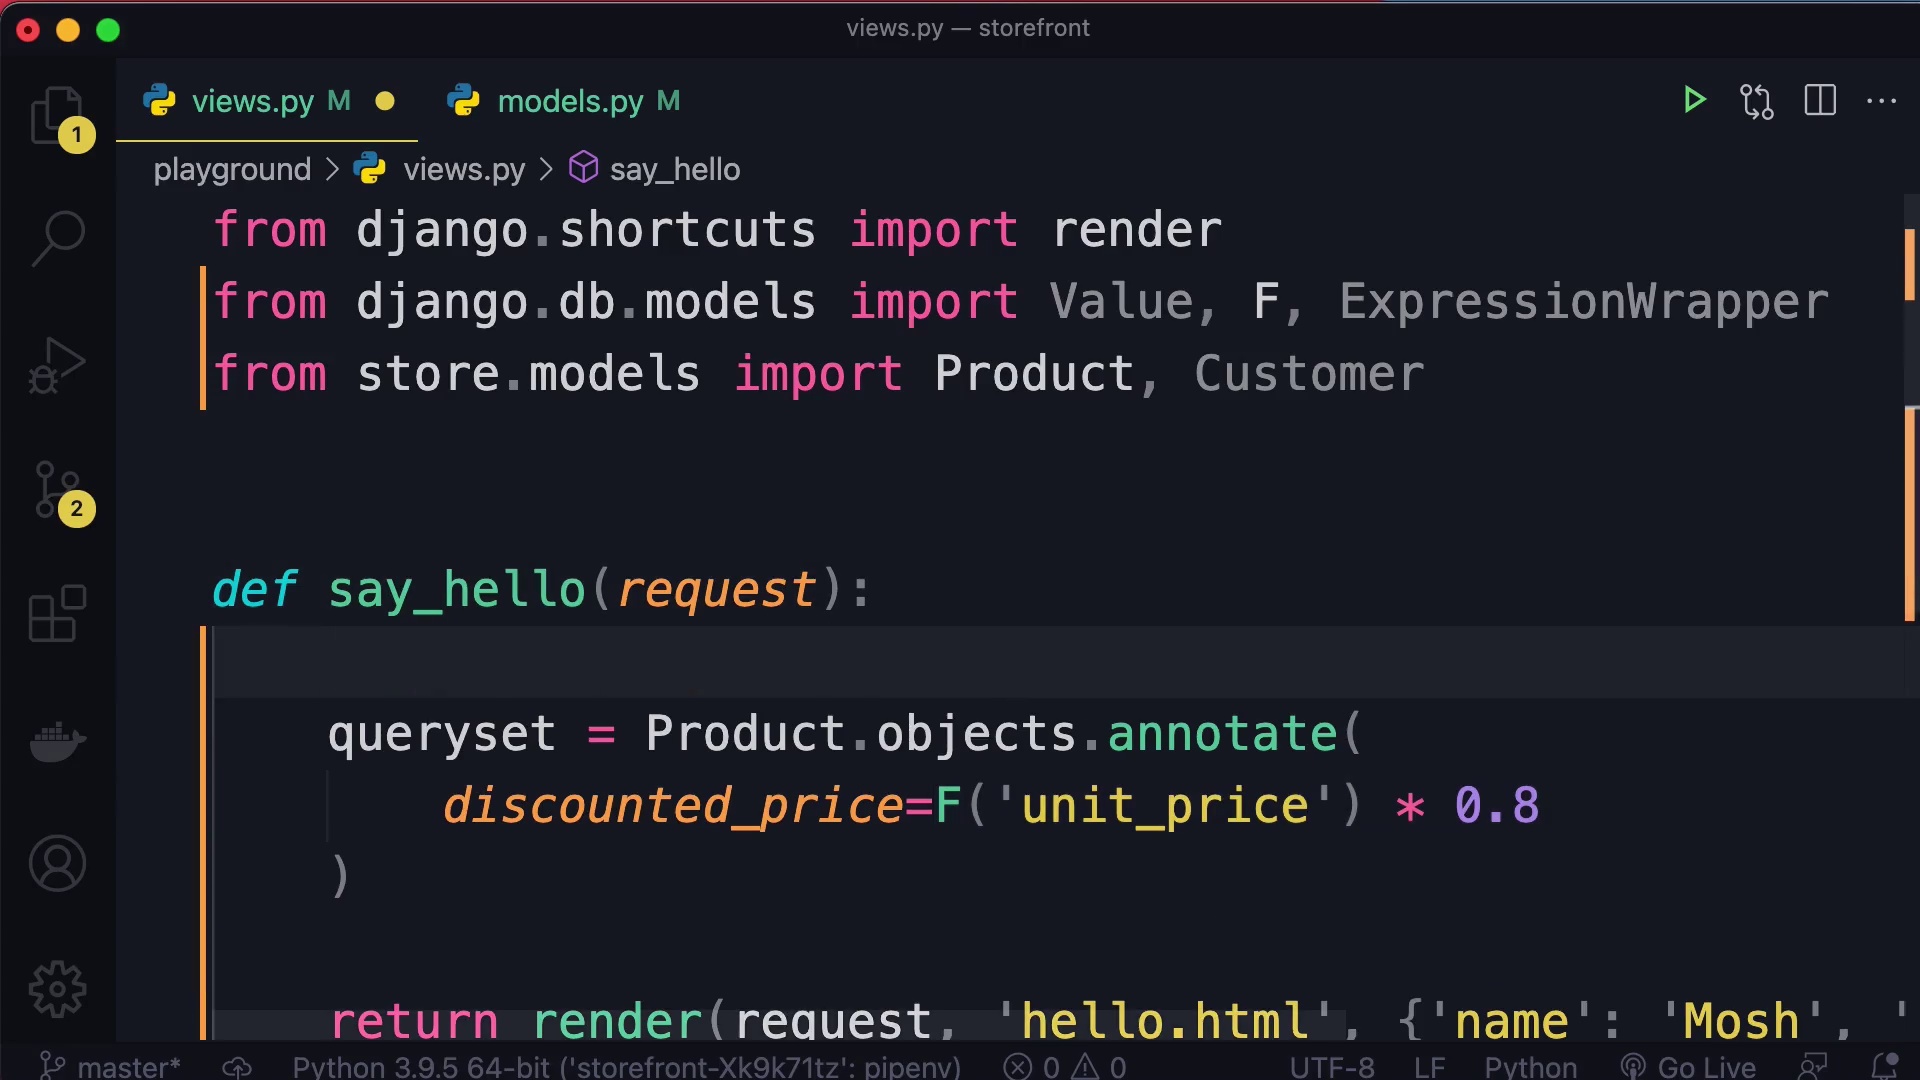 views.py — storefront
views.py M models.py M
1
playground > views.py > say_hello
from django.shortcuts import render
from django.db.models import Value, F, ExpressionWrapper
from store.models import Product, Customer
2
def say_hello(request):
queryset = Product.objects.annotate(
discounted_price=F('unit_price') * 0.8
)
return render(request, 'hello.html', {'name': 'Mosh', '
master* Python 3.9.5 64-bit ('storefront-Xk9k71tz': pipenv) 0 0 UTF-8 LF Python Go Live